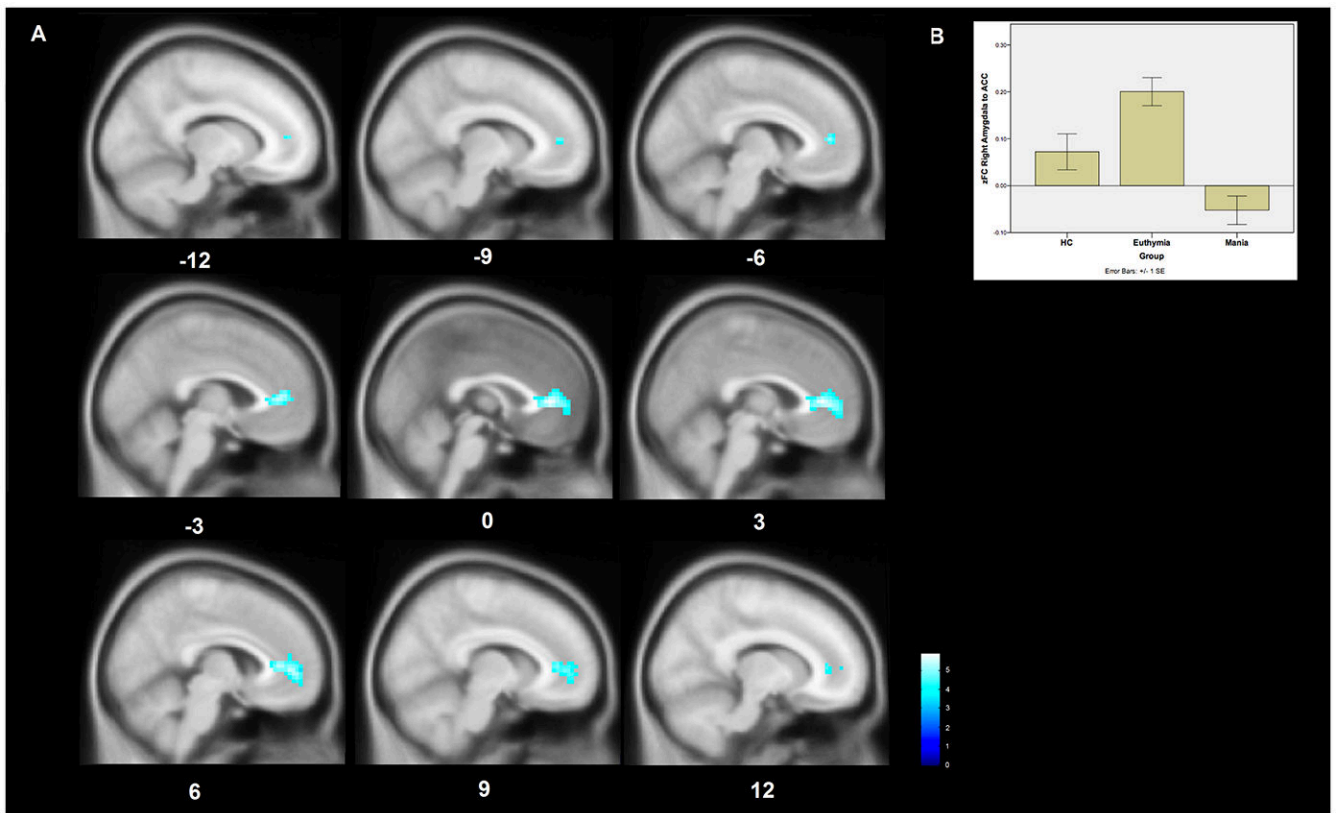 A
-12
-9
-6
-3
0
3
6
9
12
5
4
3
2
1
0
B
zFC Right Amygdala to ACC
0.30
0.20
0.10
0.00
-0.10
HC
Euthymia
Mania
Group
Error Bars: +/- 1 SE